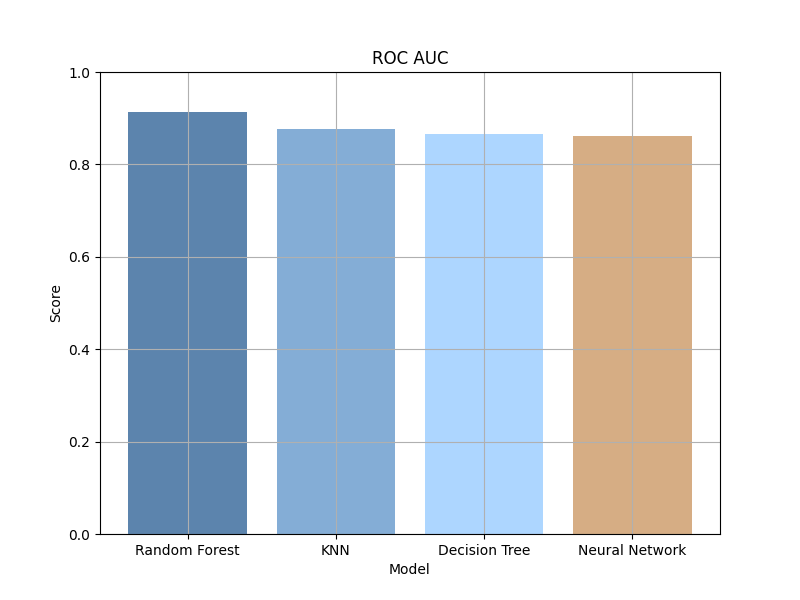 ROC AUC
1.0
0.8
0.6
0.4
0.2
0.0
Score
Random Forest
KNN
Decision Tree
Neural Network
Model